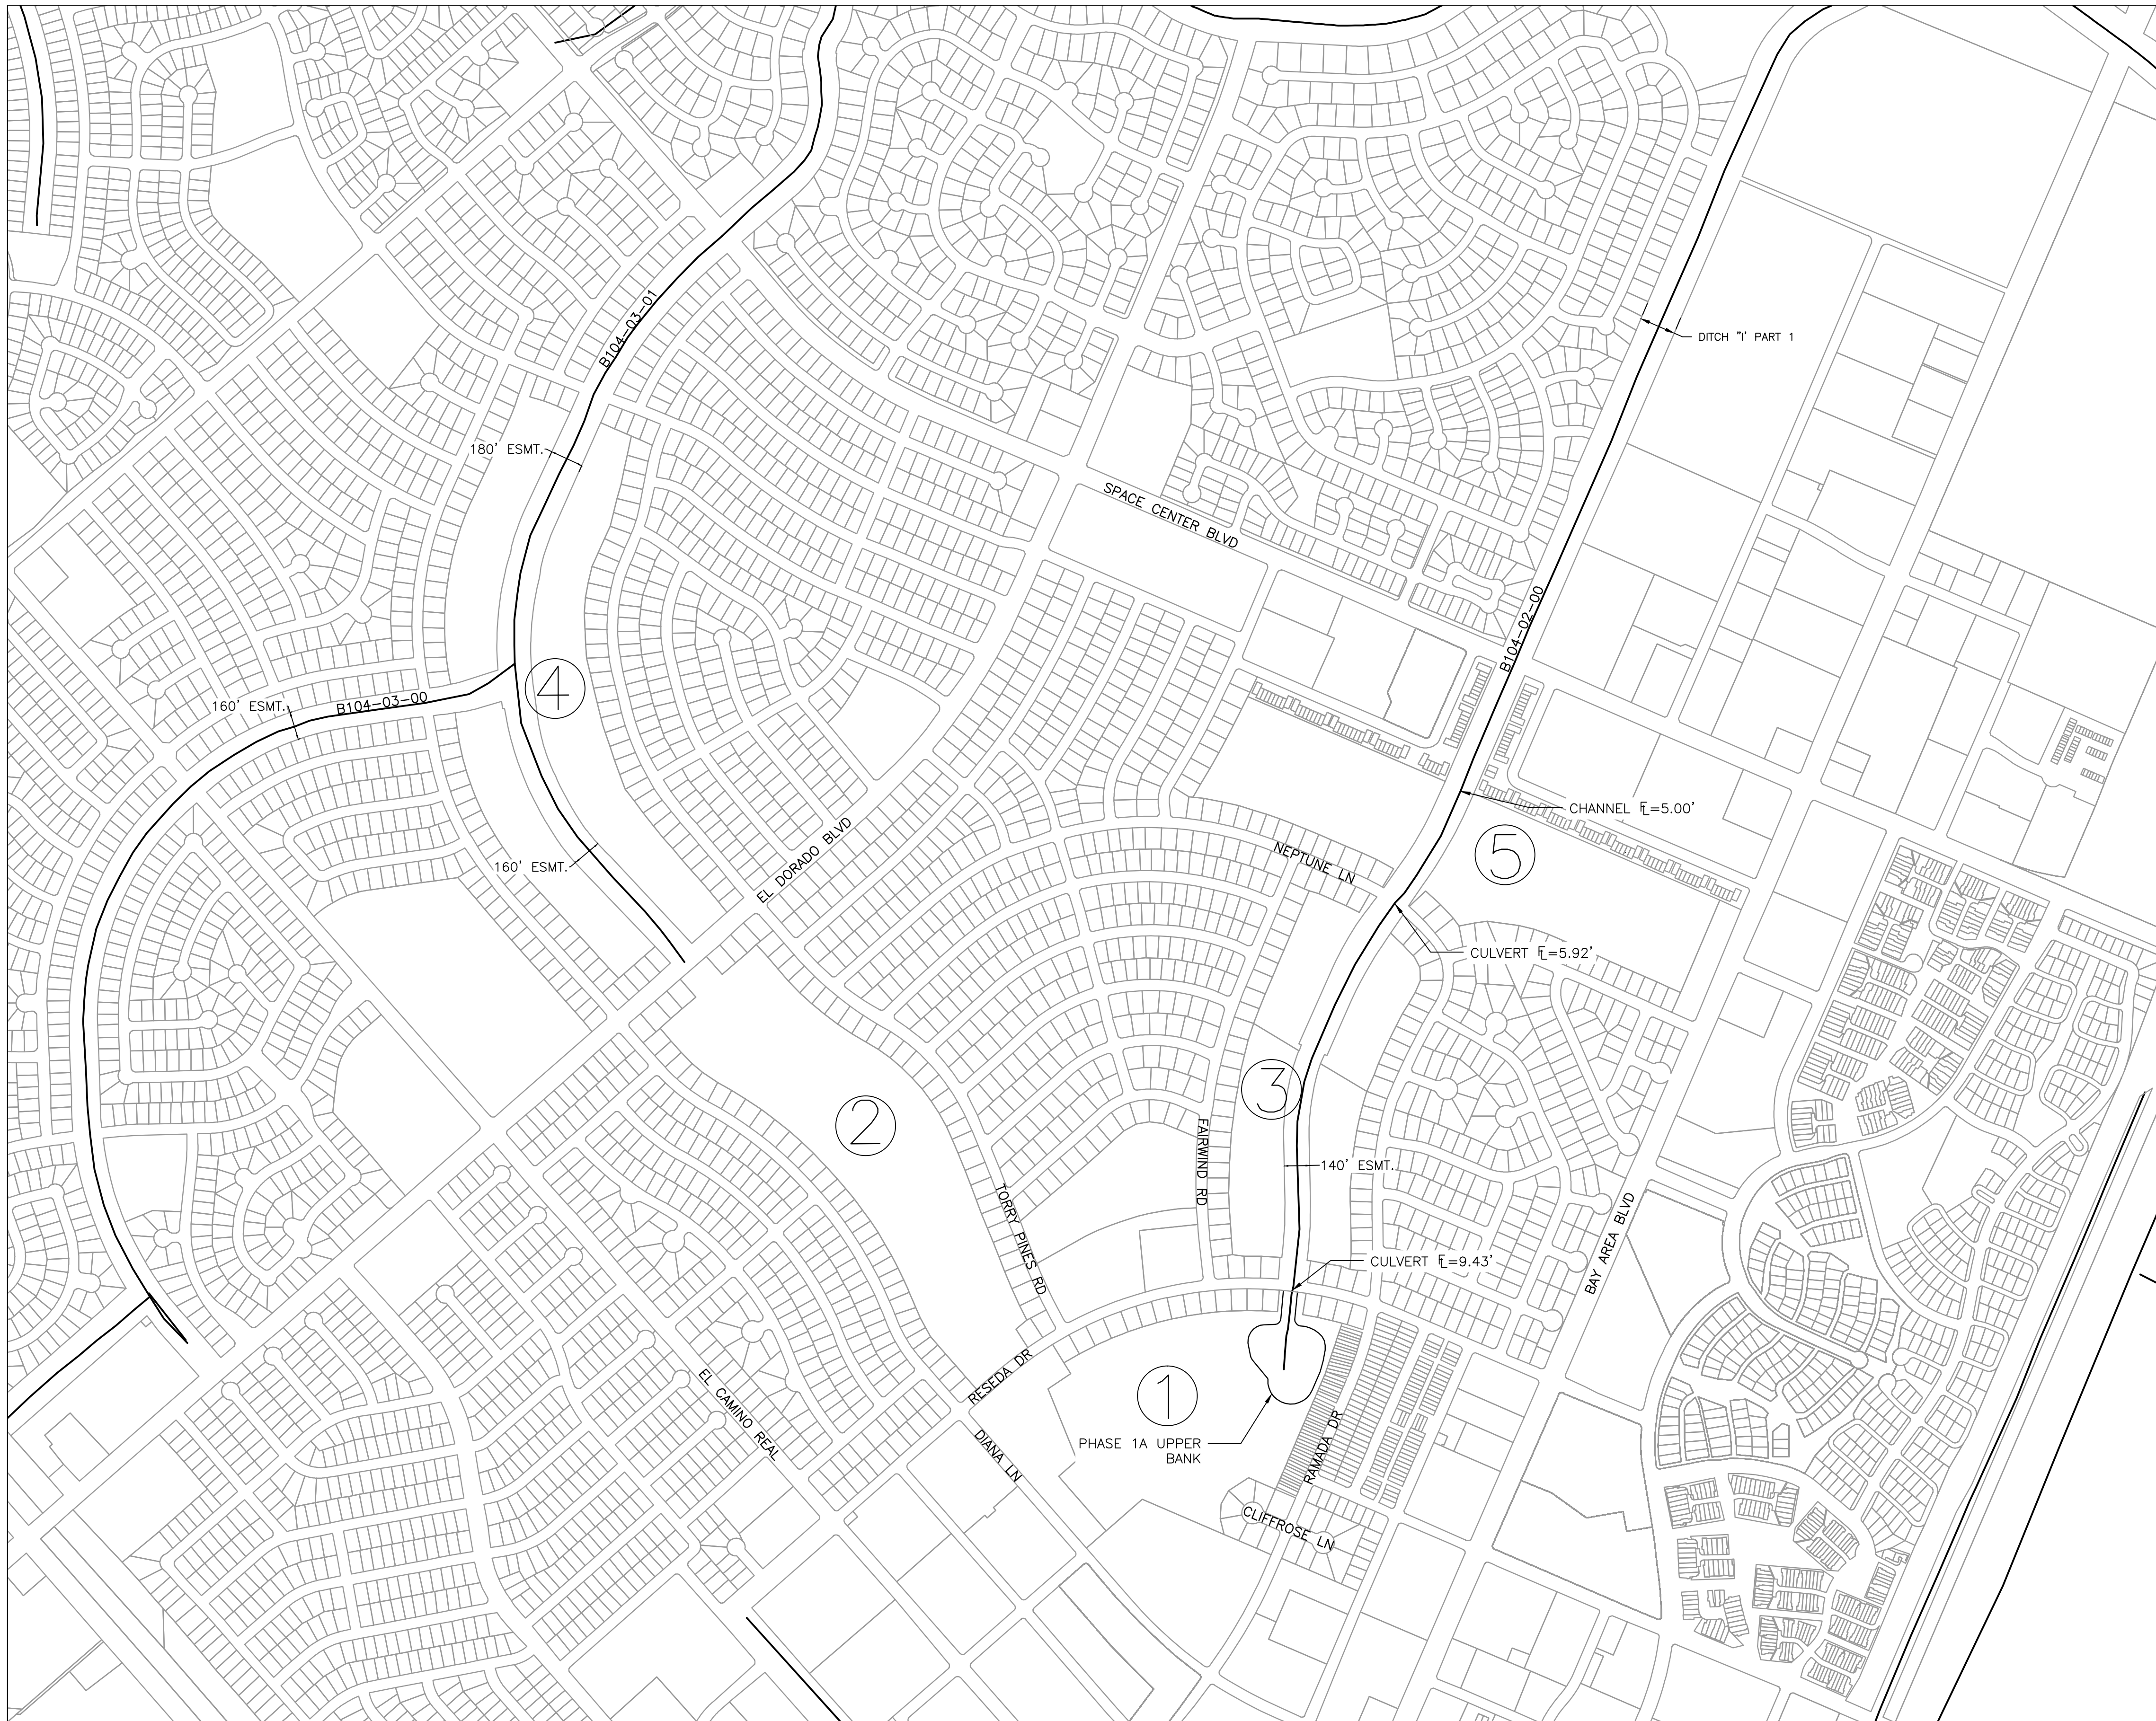 B104-03-01
DITCH "I' PART 1
180' ESMT.
SPACE CENTER BLVD
B104-02-00
4
160' ESMT.
B104-03-00
CHANNEL FL=5.00'
5
EL DORADO BLVD
NEPTUNE LN
160' ESMT.
CULVERT FL=5.92'
3
2
FAIRWIND RD
140' ESMT.
TORRY PINES RD
BAY AREA BLVD
CULVERT FL=9.43'
RESEDA DR
1
EL CAMINO REAL
PHASE 1A UPPER
BANK
DIANA LN
RAMADA DR
CLIFFROSE LN